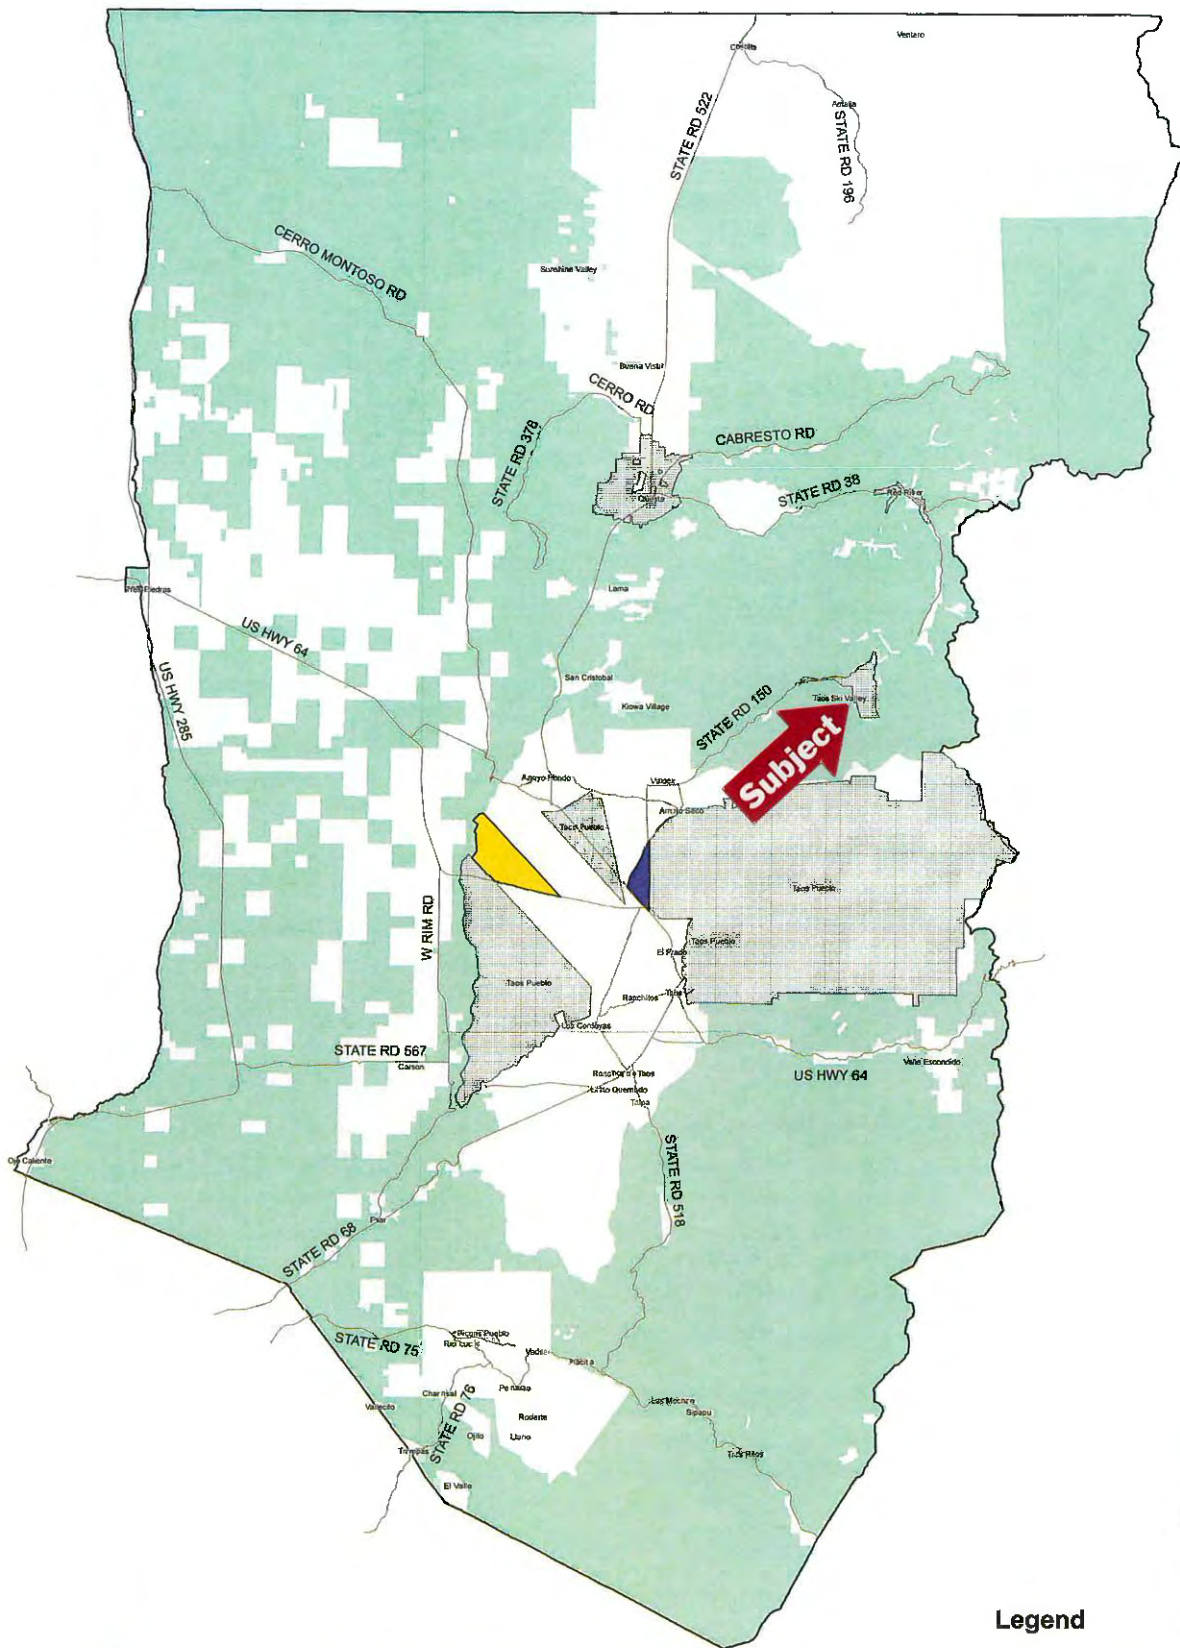 Ventero
Costilla
Amalia
STATE RD 522
STATE RD 196
CERRO MONTOSO RD
Sunshine Valley
Buena Vista
CERRO RD
STATE RD 378
CABRESTO RD
STATE RD 38
Red River
Questa
Lama
US HWY 64
US HWY 285
San Cristobal
Kiowa Village
STATE RD 150
Taos Ski Valley
Subject
Arroyo Hondo
Valdez
Arroyo Seco
Taos Pueblo
Taos Pueblo
W RIM RD
Taos Pueblo
El Prado
Taos Pueblo
Ranchitos
Taos
Los Cordovas
STATE RD 567
Carson
Valle Escondido
US HWY 64
Ranchos de Taos
Llano Quemado
Talpa
Ojo Caliente
STATE RD 518
Pilar
STATE RD 68
Picuris Pueblo
STATE RD 75
Vadito
Placita
Chamisal
Penasco
STATE RD 76
Vallecito
Las Mochas
Sipapu
Rodarte
Ojito
Llano
Trampas
Tres Ritos
El Valle
Legend